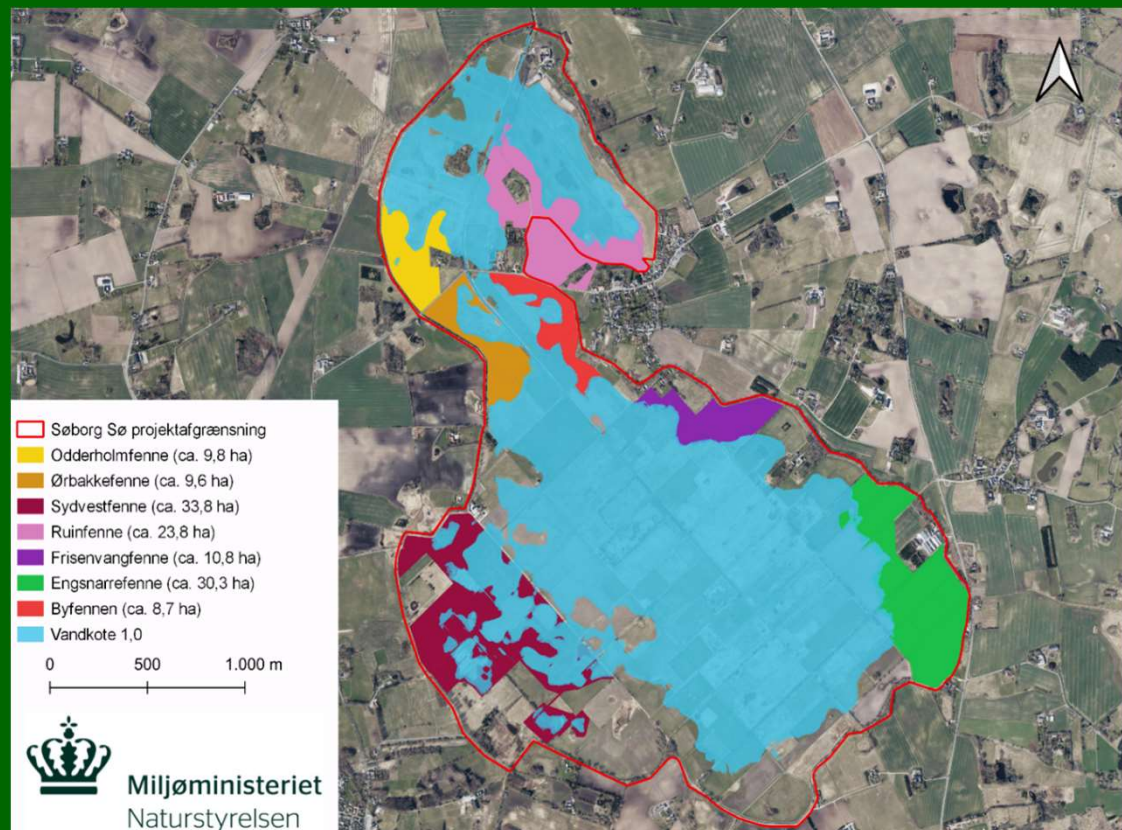 Søborg Sø projektafgrænsning
Odderholmfenne (ca. 9,8 ha)
Ørbakkefenne (ca. 9,6 ha)
Sydvestfenne (ca. 33,8 ha)
Ruinfenne (ca. 23,8 ha)
Frisenvangfenne (ca. 10,8 ha)
Engsnarrefenne (ca. 30,3 ha)
Byfennen (ca. 8,7 ha)
Vandkote 1,0
0 500 1.000 m
Miljøministeriet
Naturstyrelsen